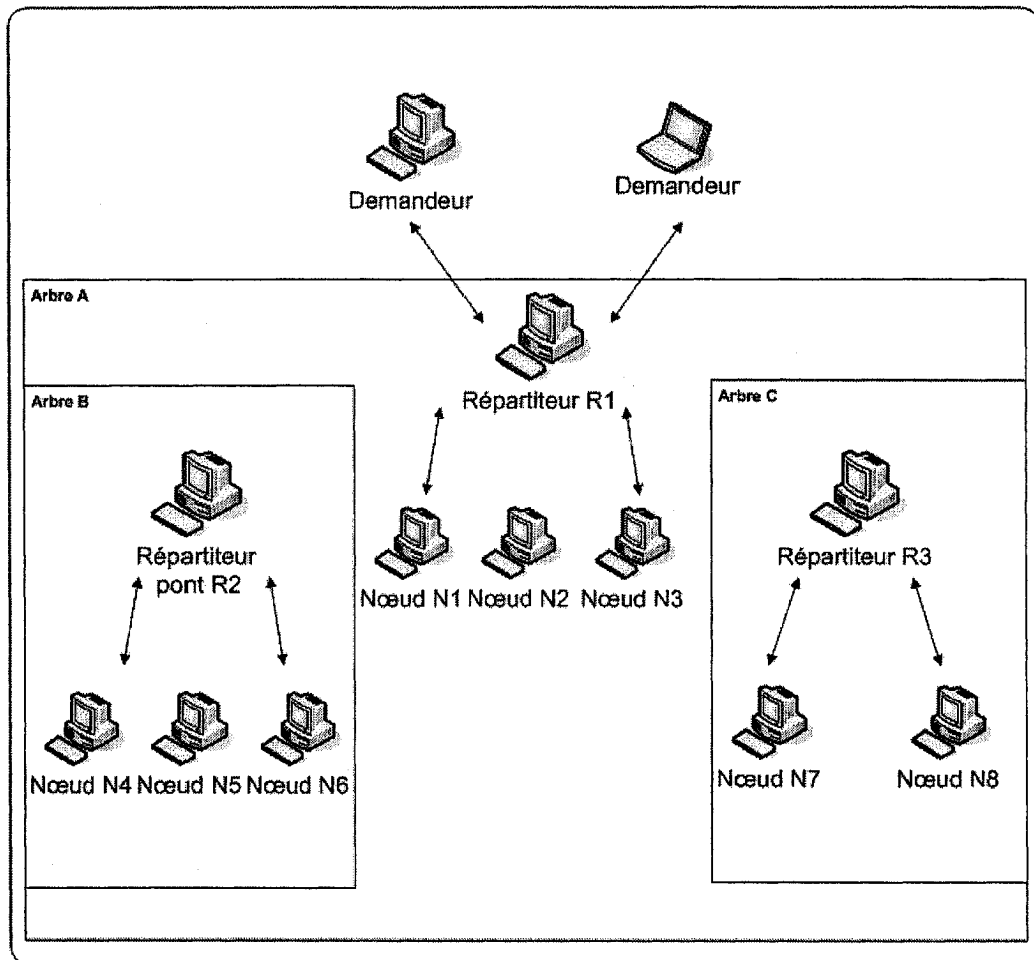 Demandeur
Demandeur
Arbre A
Répartiteur R1
Arbre B
Répartiteur
pont R2
Nœud N4 Nœud N5 Nœud N6
Nœud N1 Nœud N2 Nœud N3
Arbre C
Répartiteur R3
Nœud N7 Nœud N8